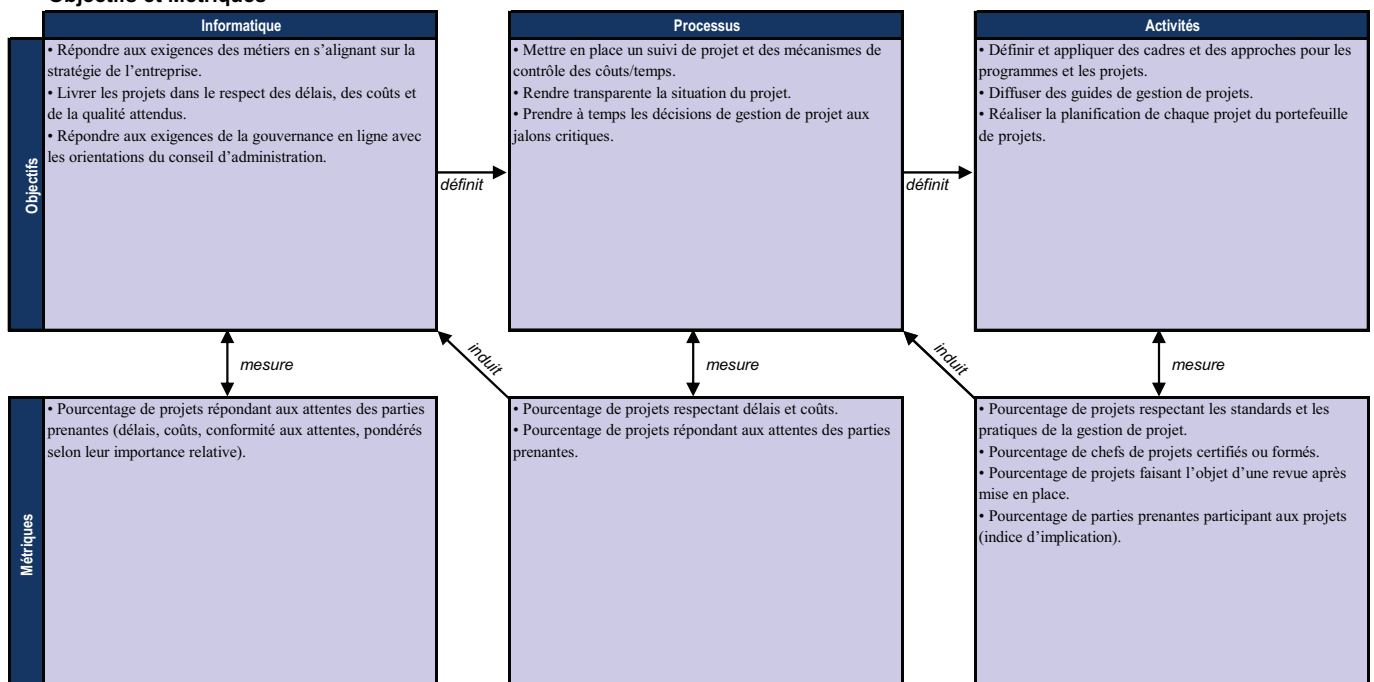 Objectifs et Métriques
Informatique
• Répondre aux exigences des métiers en s’alignant sur la
stratégie de l’entreprise.
• Livrer les projets dans le respect des délais, des coûts et
de la qualité attendus.
• Répondre aux exigences de la gouvernance en ligne avec
les orientations du conseil d’administration.
définit
Processus
• Mettre en place un suivi de projet et des mécanismes de
contrôle des côuts/temps.
• Rendre transparente la situation du projet.
• Prendre à temps les décisions de gestion de projet aux
jalons critiques.
définit
Activités
• Définir et appliquer des cadres et des approches pour les
programmes et les projets.
• Diffuser des guides de gestion de projets.
• Réaliser la planification de chaque projet du portefeuille
de projets.
Objectifs
mesure
induit
mesure
induit
mesure
Métriques
• Pourcentage de projets répondant aux attentes des parties
prenantes (délais, coûts, conformité aux attentes, pondérés
selon leur importance relative).
• Pourcentage de projets respectant délais et coûts.
• Pourcentage de projets répondant aux attentes des parties
prenantes.
• Pourcentage de projets respectant les standards et les
pratiques de la gestion de projet.
• Pourcentage de chefs de projets certifiés ou formés.
• Pourcentage de projets faisant l’objet d’une revue après
mise en place.
• Pourcentage de parties prenantes participant aux projets
(indice d’implication).